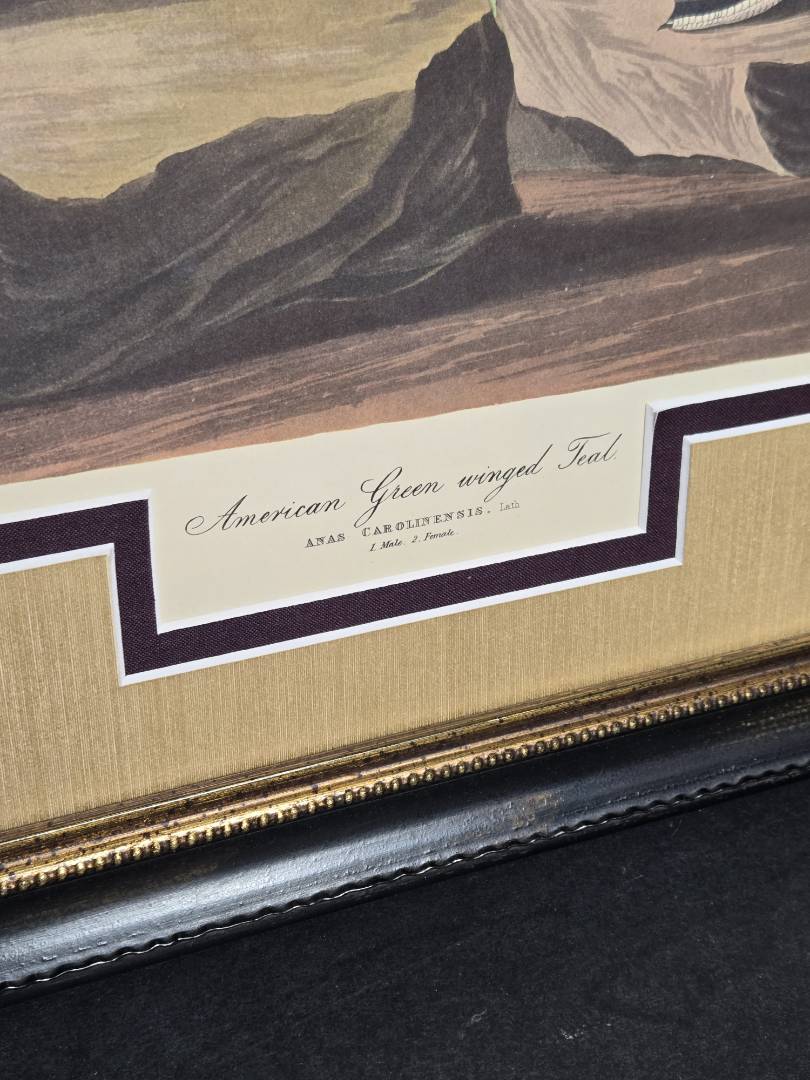 American Green winged Teal.
ANAS CAROLINENSIS. Lath
1. Male. 2. Female.